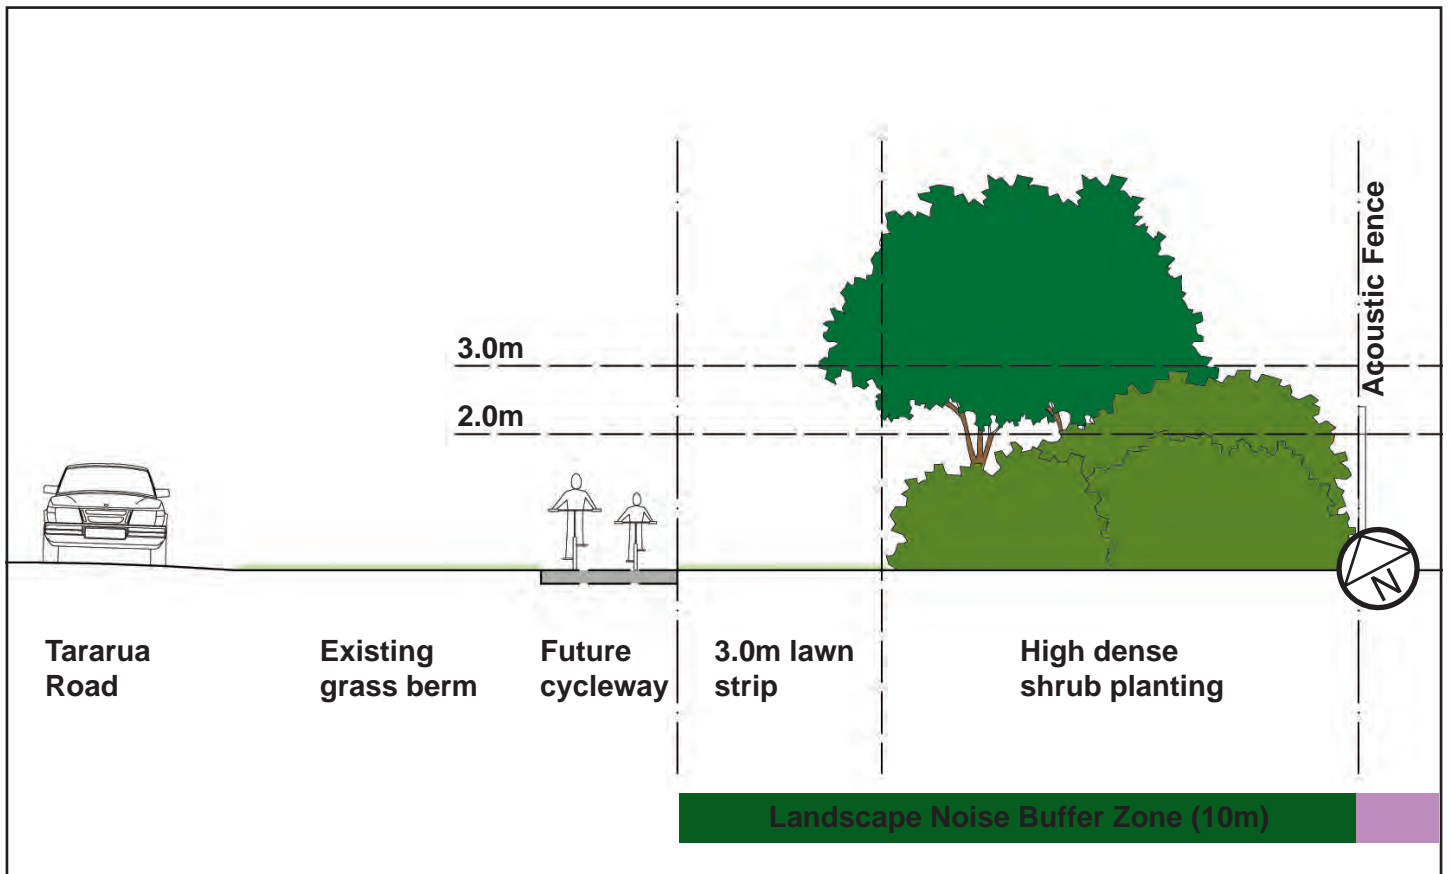 Acoustic Fence
3.0m
2.0m
N
Tararua
Road
Existing
grass berm
Future
cycleway
3.0m lawn
strip
High dense
shrub planting
Landscape Noise Buffer Zone (10m)